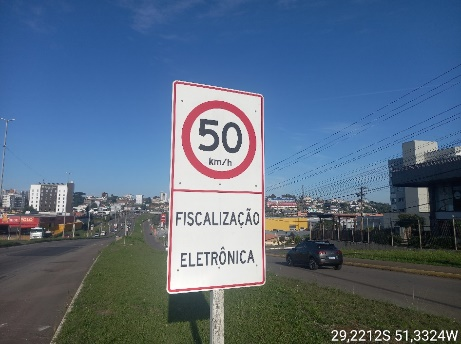 50
km/h
FISCALIZAÇÃO
ELETRÔNICA
29,2212S 51,3324W